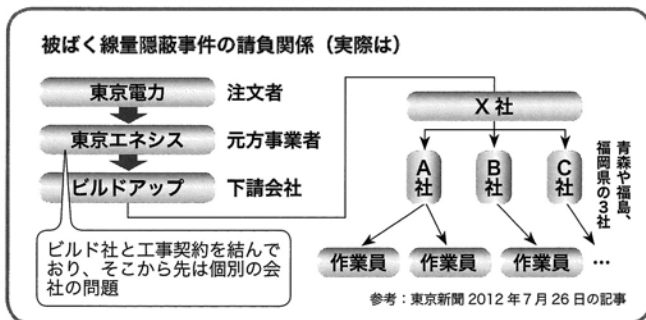 被ばく線量隠蔽事件の請負関係（実際は）
東京電力
注文者
東京エネシス
元方事業者
ビルドアップ
下請会社
ビルド社と工事契約を結んで
おり、そこから先は個別の会
社の問題
X社
A社
B社
C社
青森や福島、
福岡県の3社
作業員
作業員
作業員
…
参考：東京新聞 2012年7月26日の記事